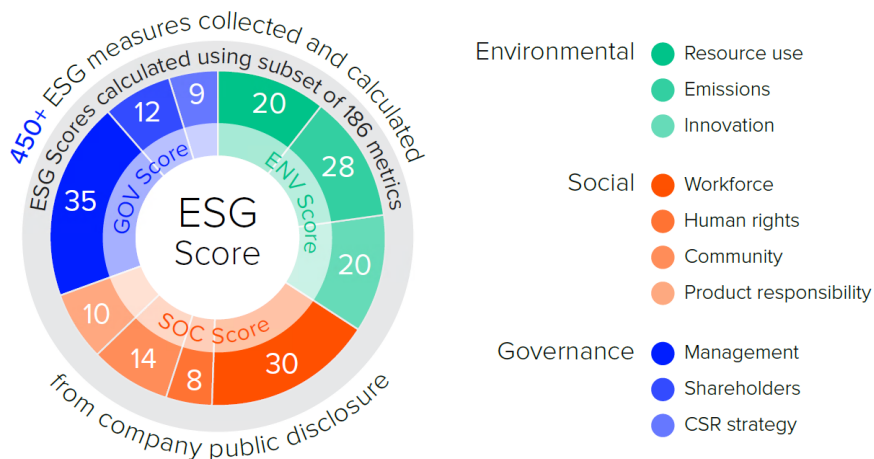 450+ ESG measures collected and calculated
ESG Scores calculated using subset of 186 metrics
from company public disclosure
ESG
Score
ENV Score
20
28
20
SOC Score
30
8
14
10
GOV Score
35
12
9
Environmental
Resource use
Emissions
Innovation
Social
Workforce
Human rights
Community
Product responsibility
Governance
Management
Shareholders
CSR strategy